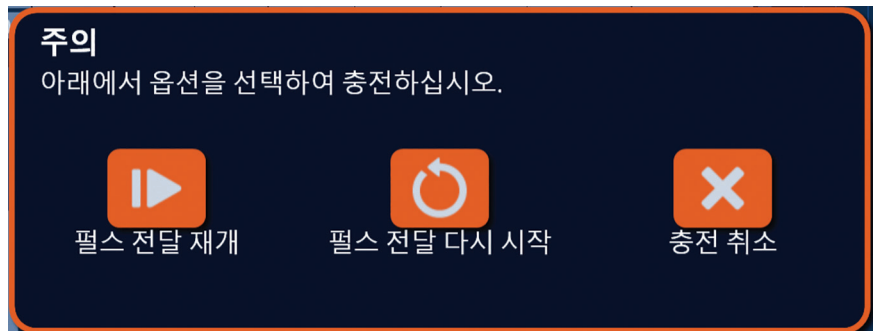 주의
아래에서 옵션을 선택하여 충전하십시오.
펄스 전달 재개
펄스 전달 다시 시작
충전 취소